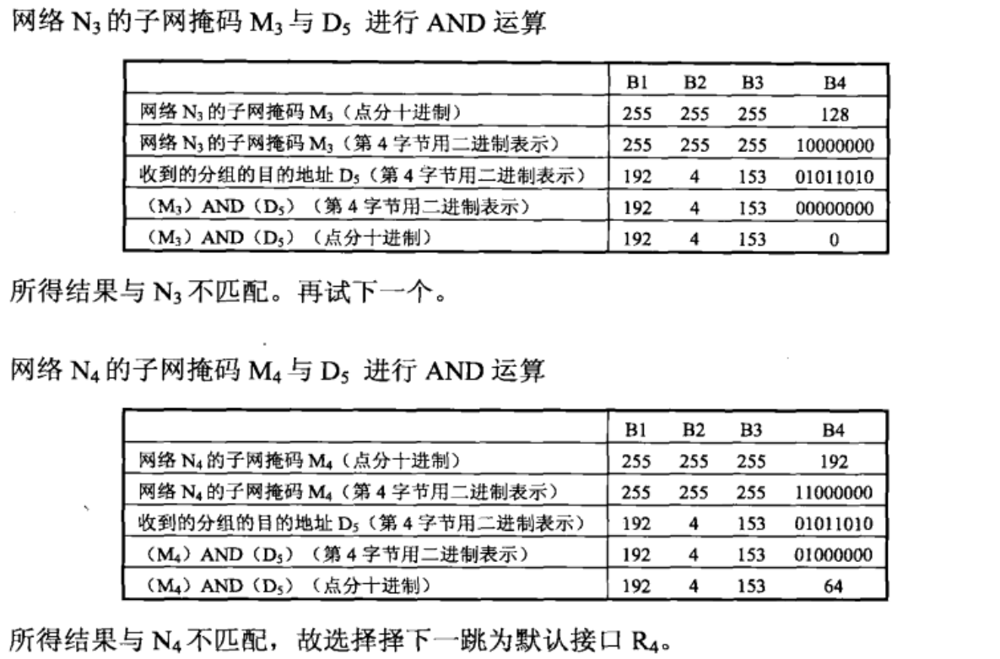 网络 N₃ 的子网掩码 M₃ 与 D₅ 进行 AND 运算
B1 B2 B3 B4
网络 N₃ 的子网掩码 M₃（点分十进制） 255 255 255 128
网络 N₃ 的子网掩码 M₃（第 4 字节用二进制表示） 255 255 255 10000000
收到的分组的目的地址 D₅（第 4 字节用二进制表示） 192 4 153 01011010
（M₃）AND（D₅）（第 4 字节用二进制表示） 192 4 153 00000000
（M₃）AND（D₅）（点分十进制） 192 4 153 0
所得结果与 N₃ 不匹配。再试下一个。
网络 N₄ 的子网掩码 M₄ 与 D₅ 进行 AND 运算
B1 B2 B3 B4
网络 N₄ 的子网掩码 M₄（点分十进制） 255 255 255 192
网络 N₄ 的子网掩码 M₄（第 4 字节用二进制表示） 255 255 255 11000000
收到的分组的目的地址 D₅（第 4 字节用二进制表示） 192 4 153 01011010
（M₄）AND（D₅）（第 4 字节用二进制表示） 192 4 153 01000000
（M₄）AND（D₅）（点分十进制） 192 4 153 64
所得结果与 N₄ 不匹配，故选择择下一跳为默认接口 R₄。